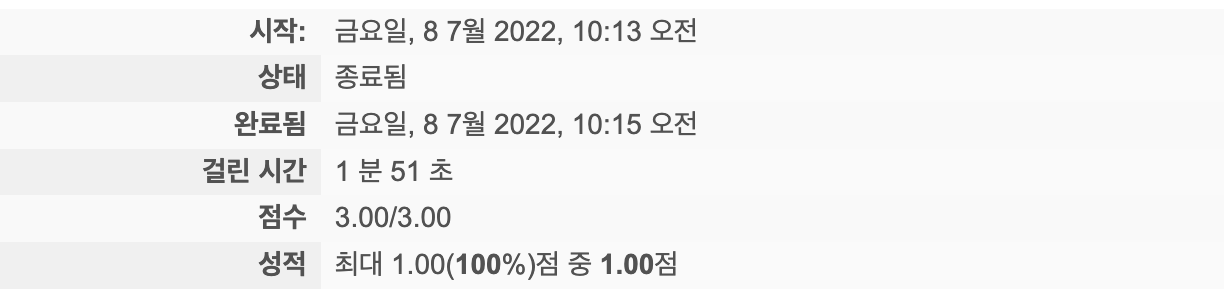 시작: 금요일, 8 7월 2022, 10:13 오전
상태 종료됨
완료됨 금요일, 8 7월 2022, 10:15 오전
걸린 시간 1 분 51 초
점수 3.00/3.00
성적 최대 1.00(100%)점 중 1.00점